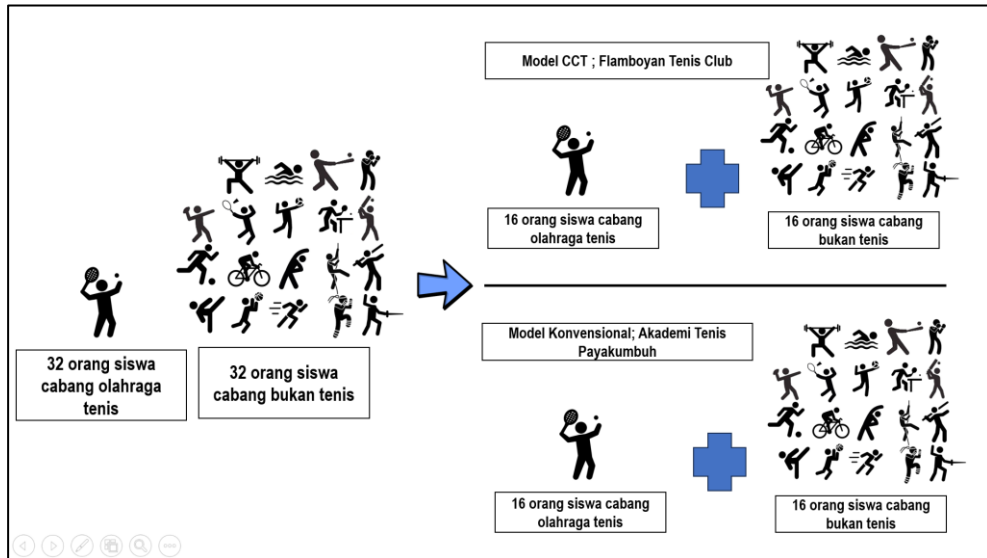 32 orang siswa
cabang olahraga
tenis
32 orang siswa
cabang bukan tenis
Model CCT ; Flamboyan Tenis Club
16 orang siswa cabang
olahraga tenis
16 orang siswa cabang
bukan tenis
Model Konvensional; Akademi Tenis
Payakumbuh
16 orang siswa cabang
olahraga tenis
16 orang siswa cabang
bukan tenis